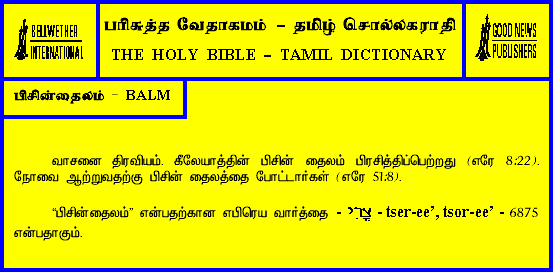 BELLWETHER
INTERNATIONAL
பரிசுத்த வேதாகமம் – தமிழ் சொல்லகராதி
THE HOLY BIBLE – TAMIL DICTIONARY
GOOD NEWS
PUBLISHERS
பிசின்தைலம் - BALM
வாசனை திரவியம். கீலேயாத்தின் பிசின் தைலம் பிரசித்திப்பெற்றது (எரே 8:22).
நோவை ஆற்றுவதற்கு பிசின் தைலத்தை போட்டார்கள் (எரே 51:8).
“பிசின்தைலம்” என்பதற்கான எபிரெய வார்த்தை - - tser-ee’, tsor-ee’ - 6875
என்பதாகும்.